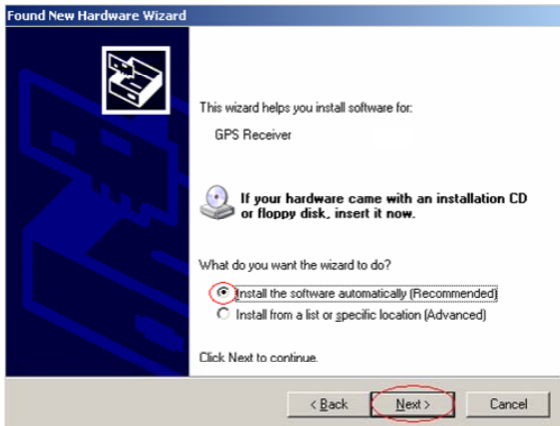 Found New Hardware Wizard
This wizard helps you install software for:
GPS Receiver
If your hardware came with an installation CD
or floppy disk, insert it now.
What do you want the wizard to do?
Install the software automatically (Recommended)
Install from a list or specific location (Advanced)
Click Next to continue.
< Back Next > Cancel